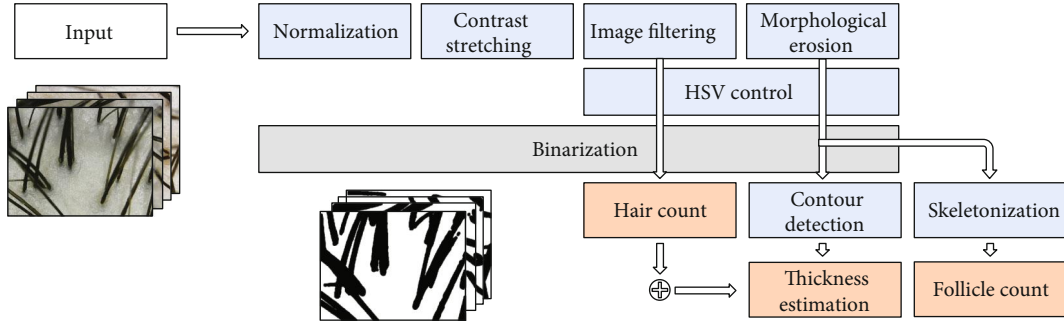 Input
Normalization
Contrast
stretching
Image filtering
Morphological
erosion
HSV control
Binarization
Hair count
Contour
detection
Skeletonization
Thickness
estimation
Follicle count